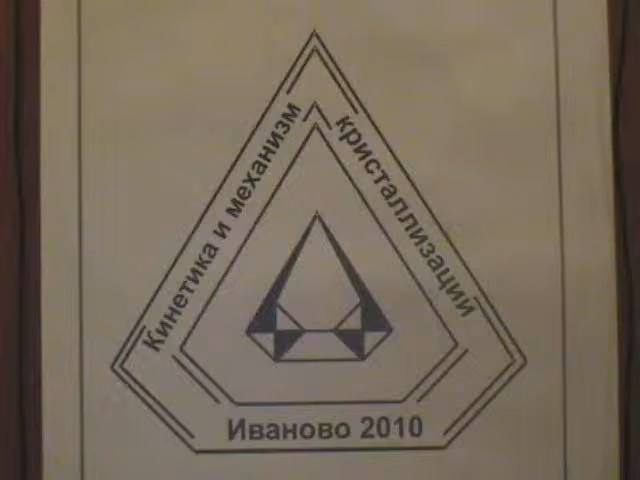 Кинетика и механизм
кристаллизации
Иваново 2010